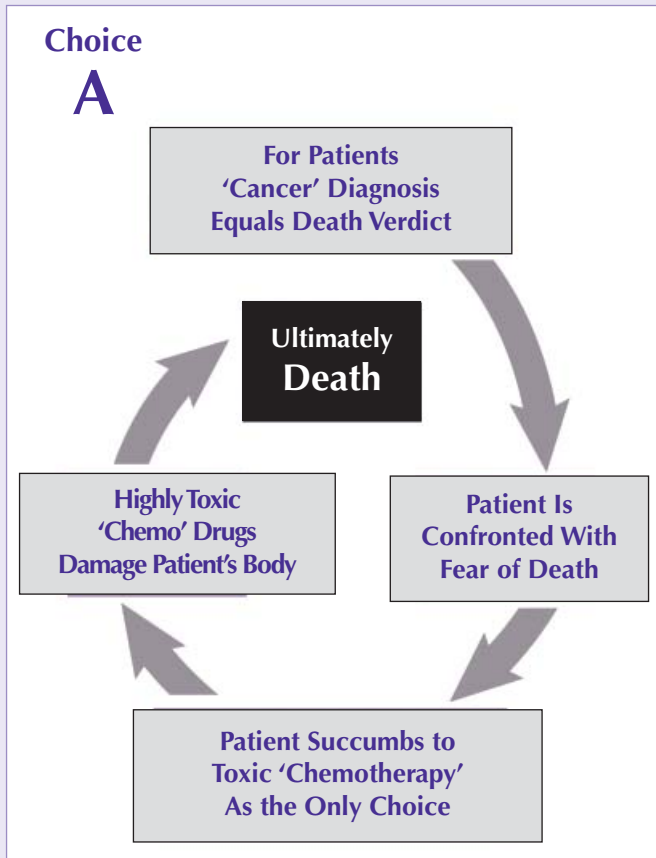 Choice
A
For Patients
‘Cancer’ Diagnosis
Equals Death Verdict
Ultimately
Death
Patient Is
Confronted With
Fear of Death
Patient Succumbs to
Toxic ‘Chemotherapy’
As the Only Choice
Highly Toxic
‘Chemo’ Drugs
Damage Patient’s Body